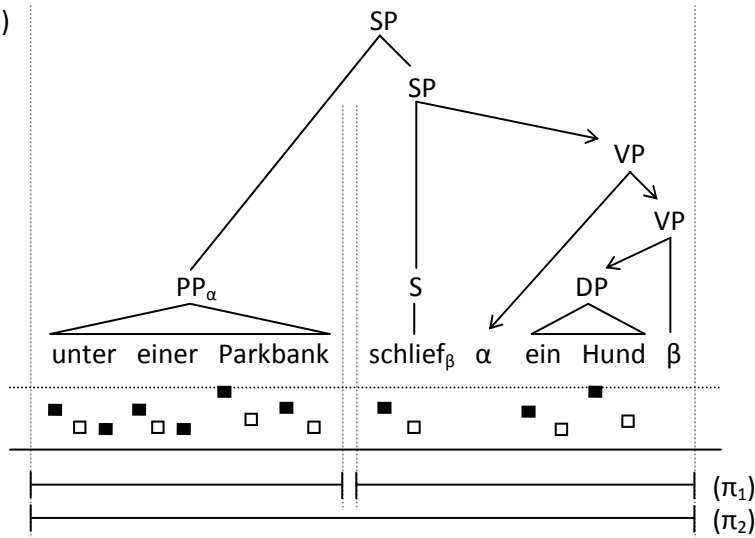 )
SP
SP
VP
VP
PPα
S
DP
unter einer Parkbank schliefβ α ein Hund β
(π1)
(π2)